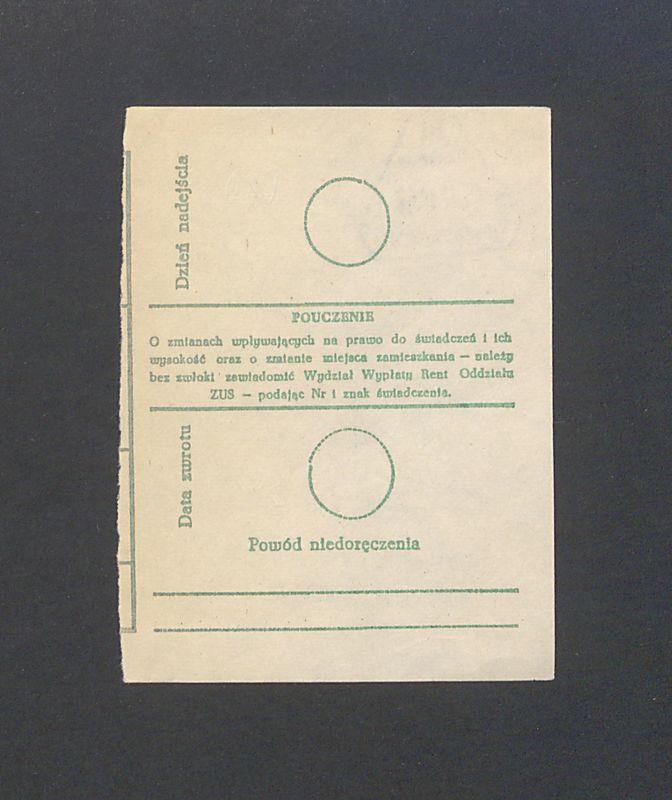 Dzień nadejścia
POUCZENIE
O zmianach wpływających na prawo do świadczeń i ich
wysokość oraz o zmianie miejsca zamieszkania — należy
bez zwłoki zawiadomić Wydział Wypłaty Rent Oddziału
ZUS — podając Nr i znak świadczenia.
Data zwrotu
Powód niedoręczenia